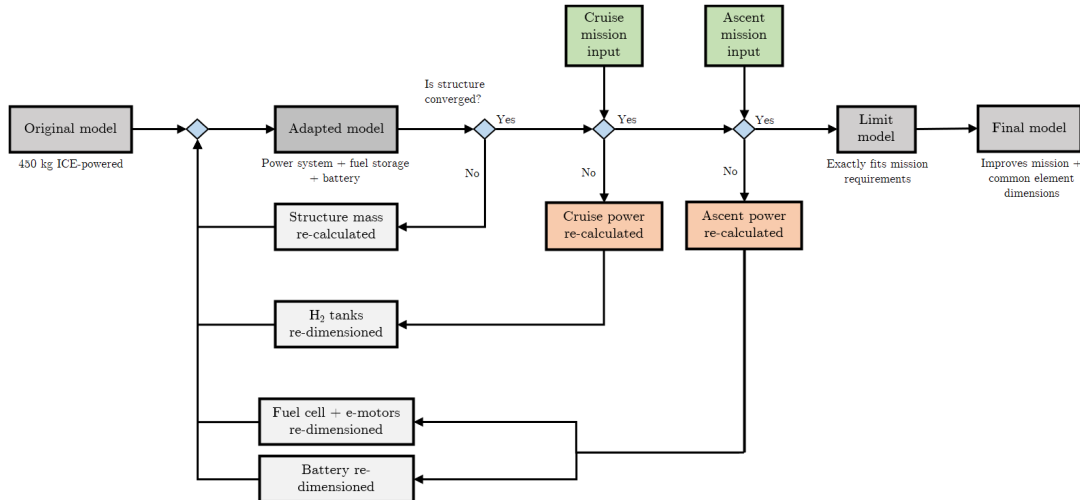 Cruise
mission
input
Ascent
mission
input
Is structure
converged?
Original model
Adapted model
Yes
Yes
Yes
Limit
model
Final model
450 kg ICE-powered
Power system + fuel storage
+ battery
No
No
No
Exactly fits mission
requirements
Improves mission +
common element
dimensions
Structure mass
re-calculated
Cruise power
re-calculated
Ascent power
re-calculated
H₂ tanks
re-dimensioned
Fuel cell + e-motors
re-dimensioned
Battery re-
dimensioned